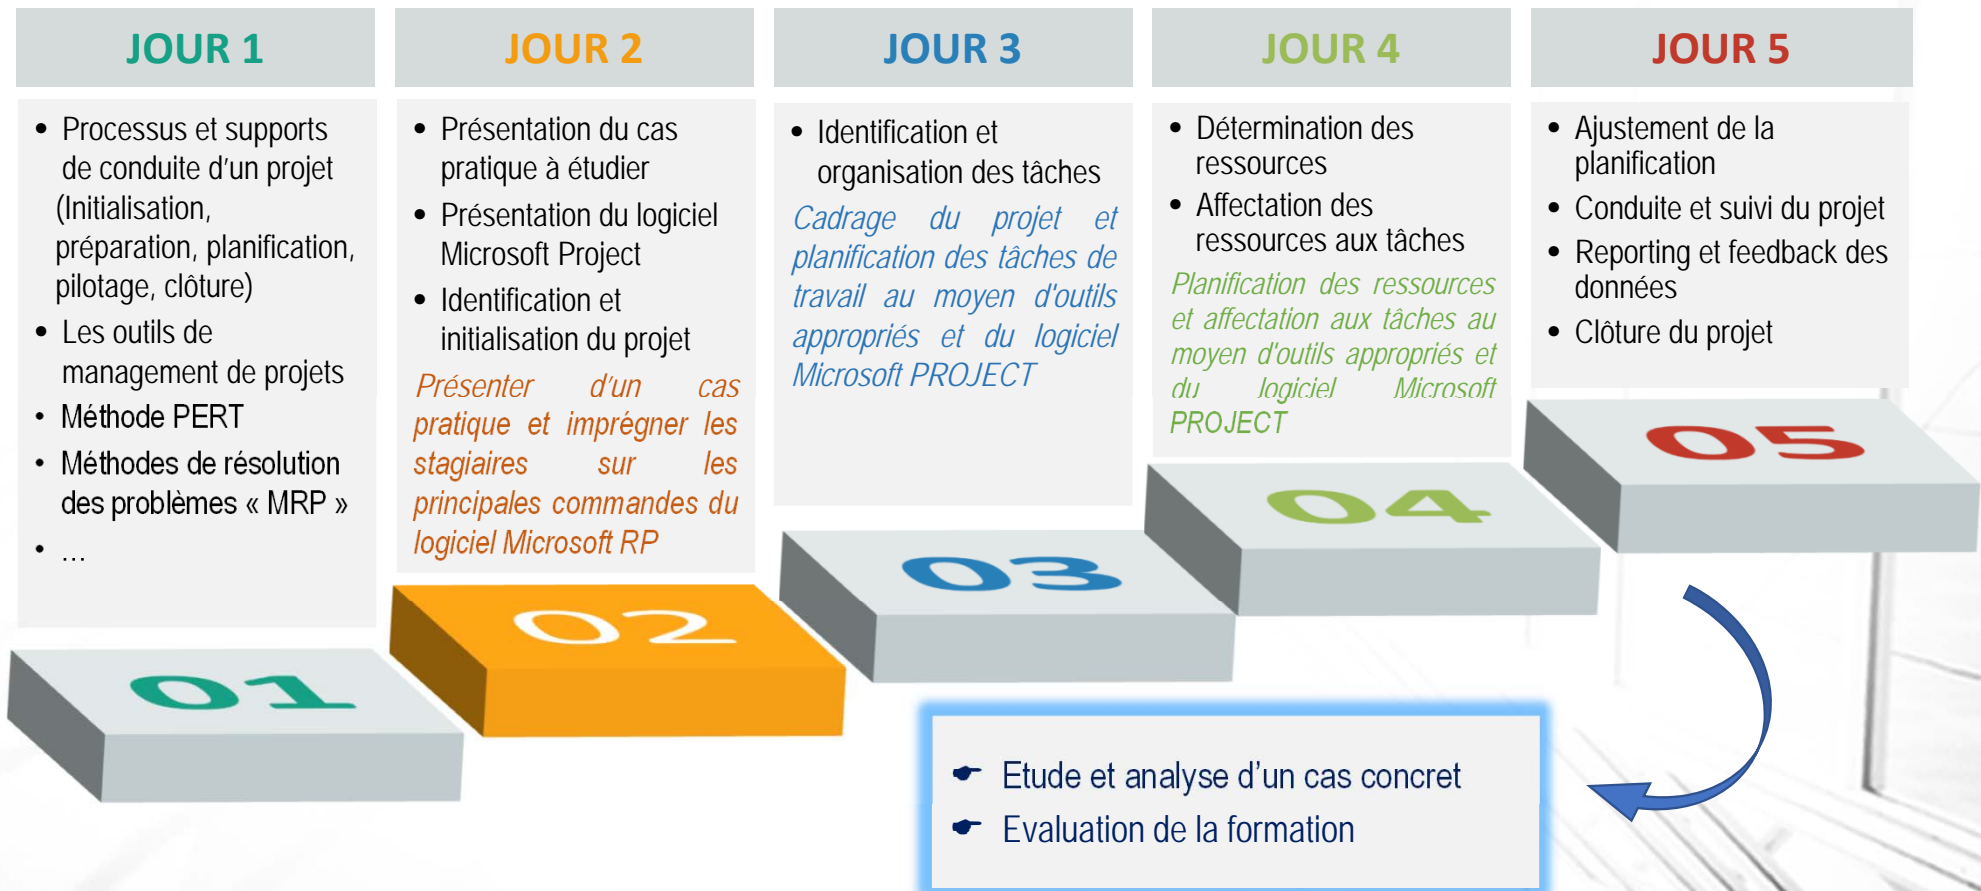 JOUR 1
• Processus et supports
de conduite d’un projet
(Initialisation,
préparation, planification,
pilotage, clôture)
• Les outils de
management de projets
• Méthode PERT
• Méthodes de résolution
des problèmes « MRP »
• ...
01
JOUR 2
• Présentation du cas
pratique à étudier
• Présentation du logiciel
Microsoft Project
• Identification et
initialisation du projet
Présenter d'un cas
pratique et imprégner les
stagiaires sur les
principales commandes du
logiciel Microsoft RP
02
JOUR 3
• Identification et
organisation des tâches
Cadrage du projet et
planification des tâches de
travail au moyen d'outils
appropriés et du logiciel
Microsoft PROJECT
03
JOUR 4
• Détermination des
ressources
• Affectation des
ressources aux tâches
Planification des ressources
et affectation aux tâches au
moyen d'outils appropriés et
du logiciel Microsoft
PROJECT
04
JOUR 5
• Ajustement de la
planification
• Conduite et suivi du projet
• Reporting et feedback des
données
• Clôture du projet
05
☛ Etude et analyse d’un cas concret
☛ Evaluation de la formation